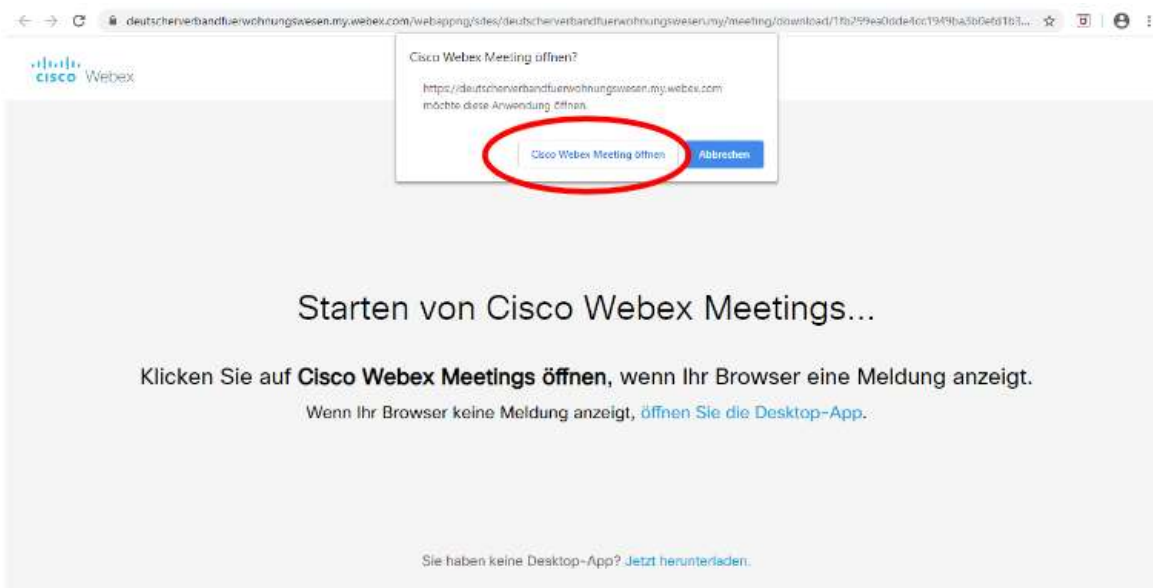 deutscherverbandfuerwohnungswesen.my.webex.com/webappng/sites/deutscherverbandfuerwohnungswesen.my/meeting/download/
Cisco Webex Meeting öffnen?
https://deutscherverbandfuerwohnungswesen.my.webex.com
möchte diese Anwendung öffnen.
Cisco Webex Meeting öffnen Abbrechen
cisco Webex
Starten von Cisco Webex Meetings...
Klicken Sie auf Cisco Webex Meetings öffnen, wenn Ihr Browser eine Meldung anzeigt.
Wenn Ihr Browser keine Meldung anzeigt, öffnen Sie die Desktop-App.
Sie haben keine Desktop-App? Jetzt herunterladen.